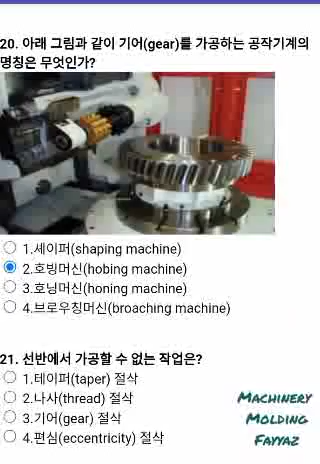 20. 아래 그림과 같이 기어(gear)를 가공하는 공작기계의
명칭은 무엇인가?
1.세이퍼(shaping machine)
2.호빙머신(hobing machine)
3.호닝머신(honing machine)
4.브로우칭머신(broaching machine)
21. 선반에서 가공할 수 없는 작업은?
1.테이퍼(taper) 절삭
2.나사(thread) 절삭
3.기어(gear) 절삭
4.편심(eccentricity) 절삭
MACHINERY
MOLDING
FAYYAZ